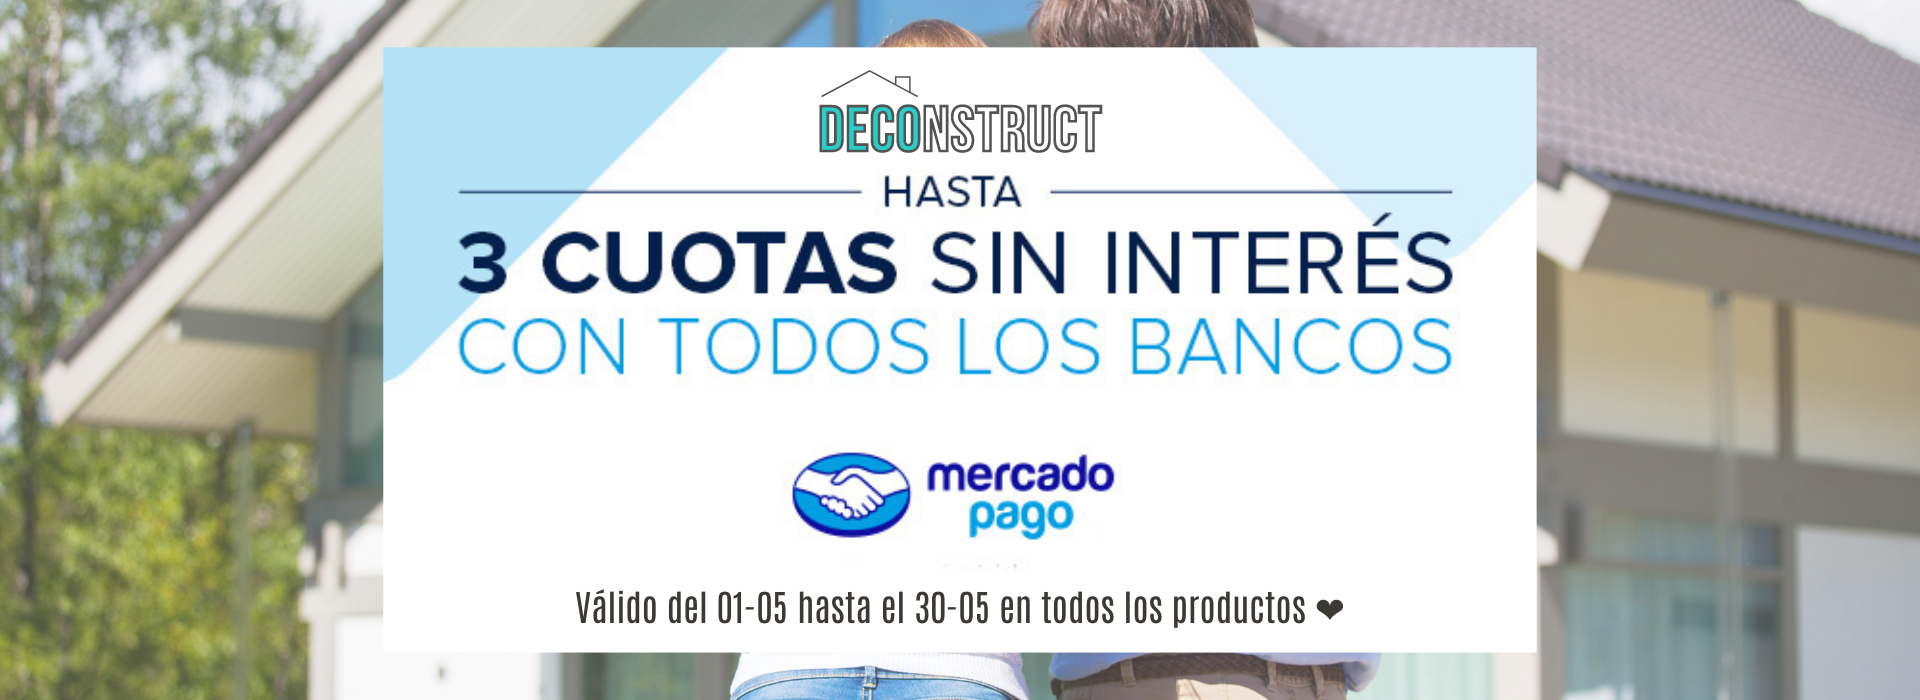 DECONSTRUCT
HASTA
3 CUOTAS SIN INTERÉS
CON TODOS LOS BANCOS
mercado
pago
Válido del 01-05 hasta el 30-05 en todos los productos ❤